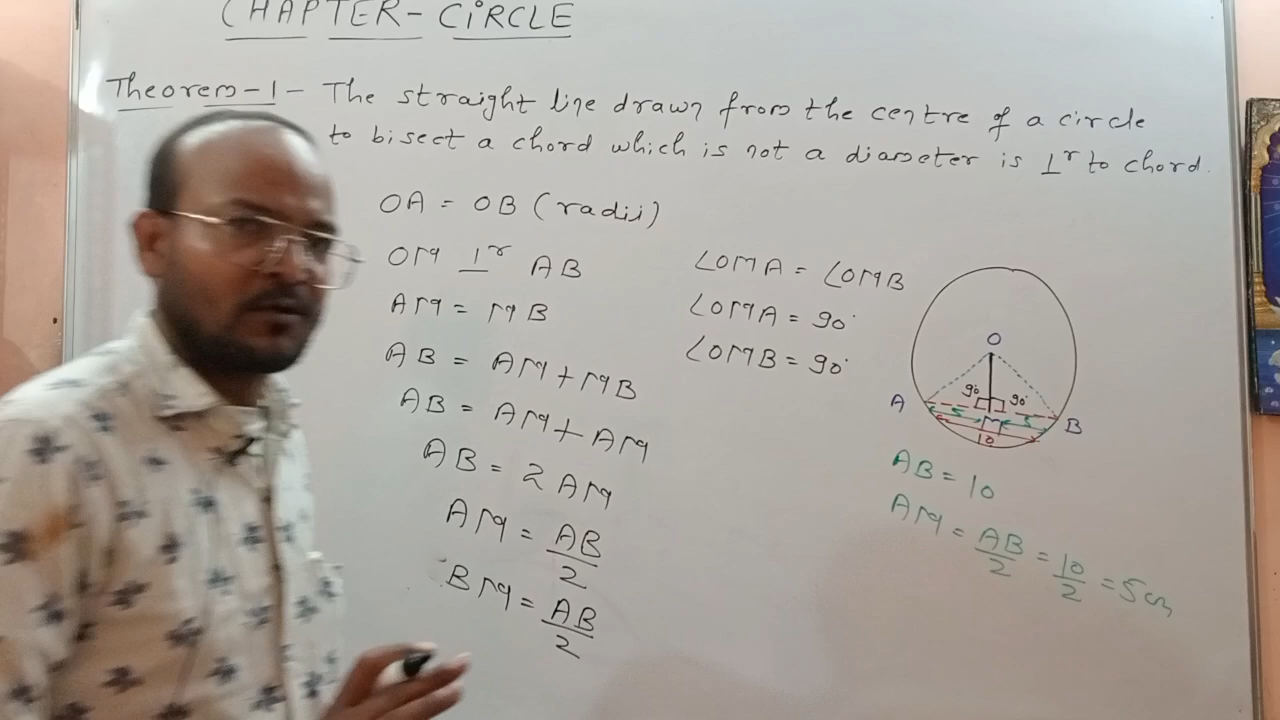 CHAPTER - CIRCLE
Theorem-1 - The straight line drawn from the centre of a circle
to bisect a chord which is not a diameter is ⊥r to chord.
OA = OB (radii)
OM ⊥r AB
AM = MB
AB = AM + MB
AB = AM + AM
AB = 2 AM
AM = AB/2
BM = AB/2
∠OMA = ∠OMB
∠OMA = 90°
∠OMB = 90°
O
90 90°
A
5 M 5
B
10
AB = 10
AM = AB/2 = 10/2 = 5cm